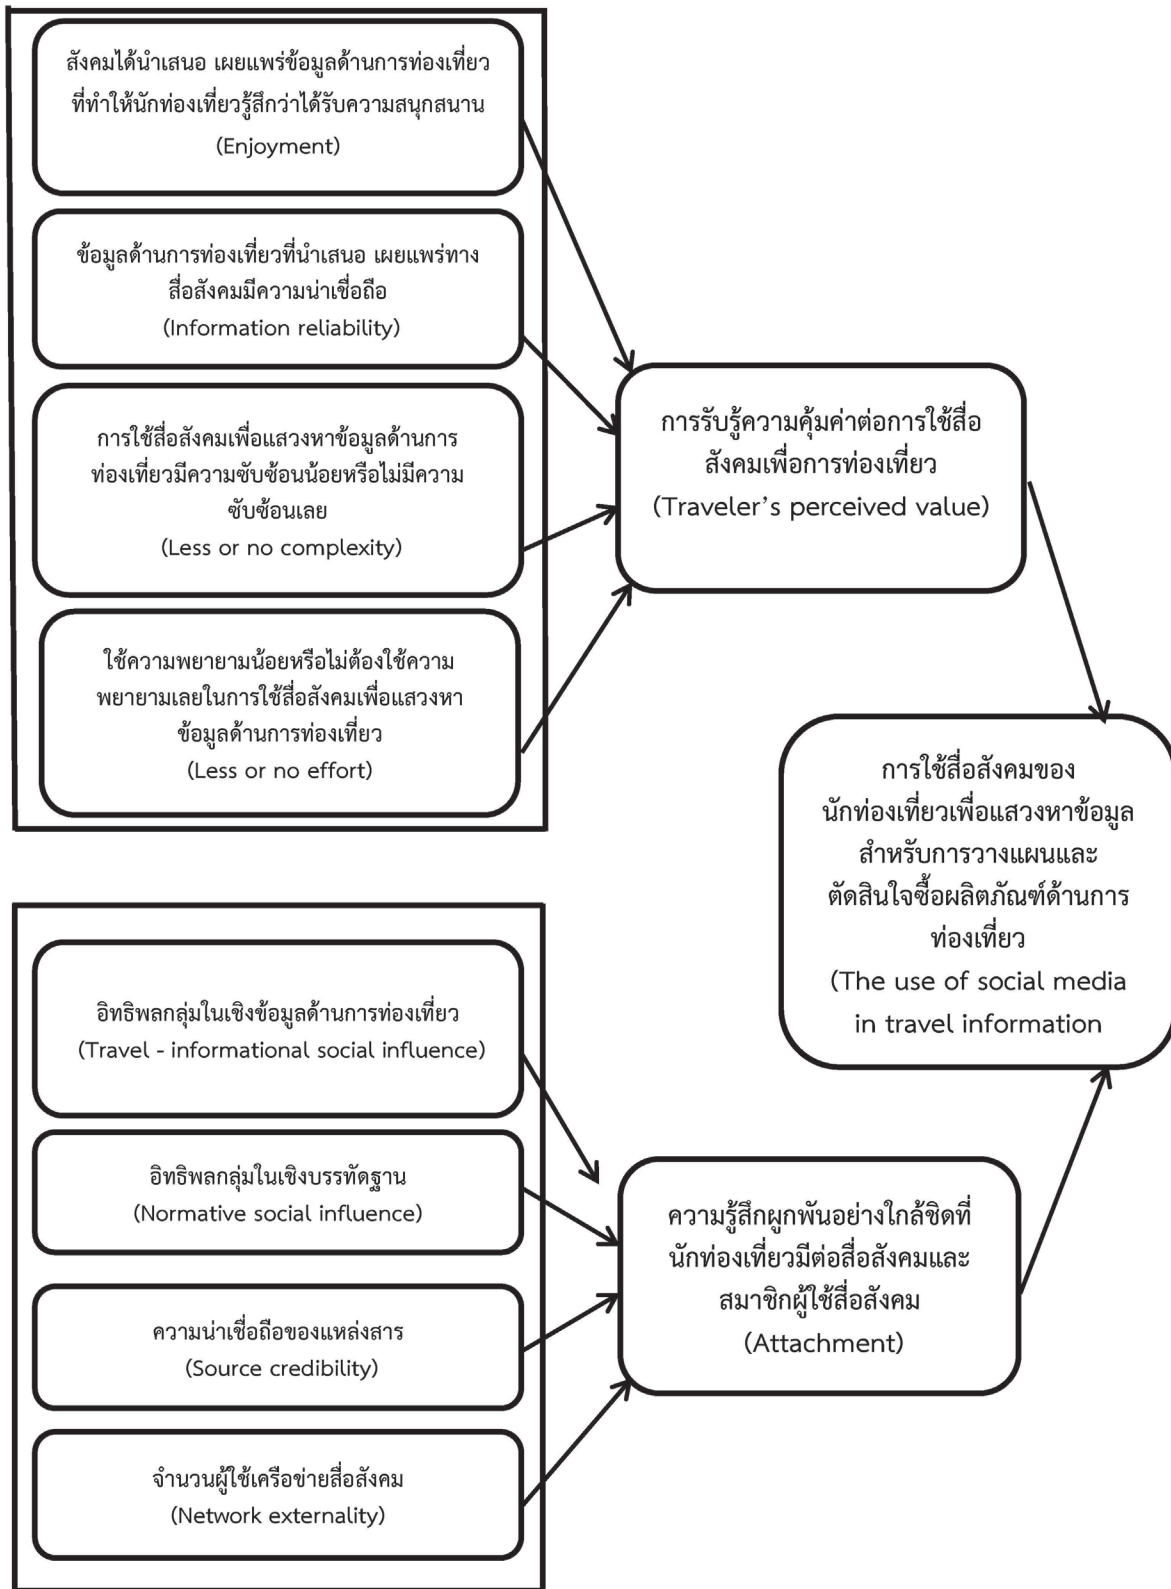 สังคมได้นำเสนอ เผยแพร่ข้อมูลด้านการท่องเที่ยว
ที่ทำให้นักท่องเที่ยวรู้สึกว่าได้รับความสนุกสนาน
(Enjoyment)
ข้อมูลด้านการท่องเที่ยวที่นำเสนอ เผยแพร่ทาง
สื่อสังคมมีความน่าเชื่อถือ
(Information reliability)
การใช้สื่อสังคมเพื่อแสวงหาข้อมูลด้านการ
ท่องเที่ยวมีความซับซ้อนน้อยหรือไม่มีความ
ซับซ้อนเลย
(Less or no complexity)
ใช้ความพยายามน้อยหรือไม่ต้องใช้ความ
พยายามเลยในการใช้สื่อสังคมเพื่อแสวงหา
ข้อมูลด้านการท่องเที่ยว
(Less or no effort)
การรับรู้ความคุ้มค่าต่อการใช้สื่อ
สังคมเพื่อการท่องเที่ยว
(Traveler’s perceived value)
การใช้สื่อสังคมของ
นักท่องเที่ยวเพื่อแสวงหาข้อมูล
สำหรับการวางแผนและ
ตัดสินใจซื้อผลิตภัณฑ์ด้านการ
ท่องเที่ยว
(The use of social media
in travel information
อิทธิพลกลุ่มในเชิงข้อมูลด้านการท่องเที่ยว
(Travel - informational social influence)
อิทธิพลกลุ่มในเชิงบรรทัดฐาน
(Normative social influence)
ความน่าเชื่อถือของแหล่งสาร
(Source credibility)
จำนวนผู้ใช้เครือข่ายสื่อสังคม
(Network externality)
ความรู้สึกผูกพันอย่างใกล้ชิดที่
นักท่องเที่ยวมีต่อสื่อสังคมและ
สมาชิกผู้ใช้สื่อสังคม
(Attachment)